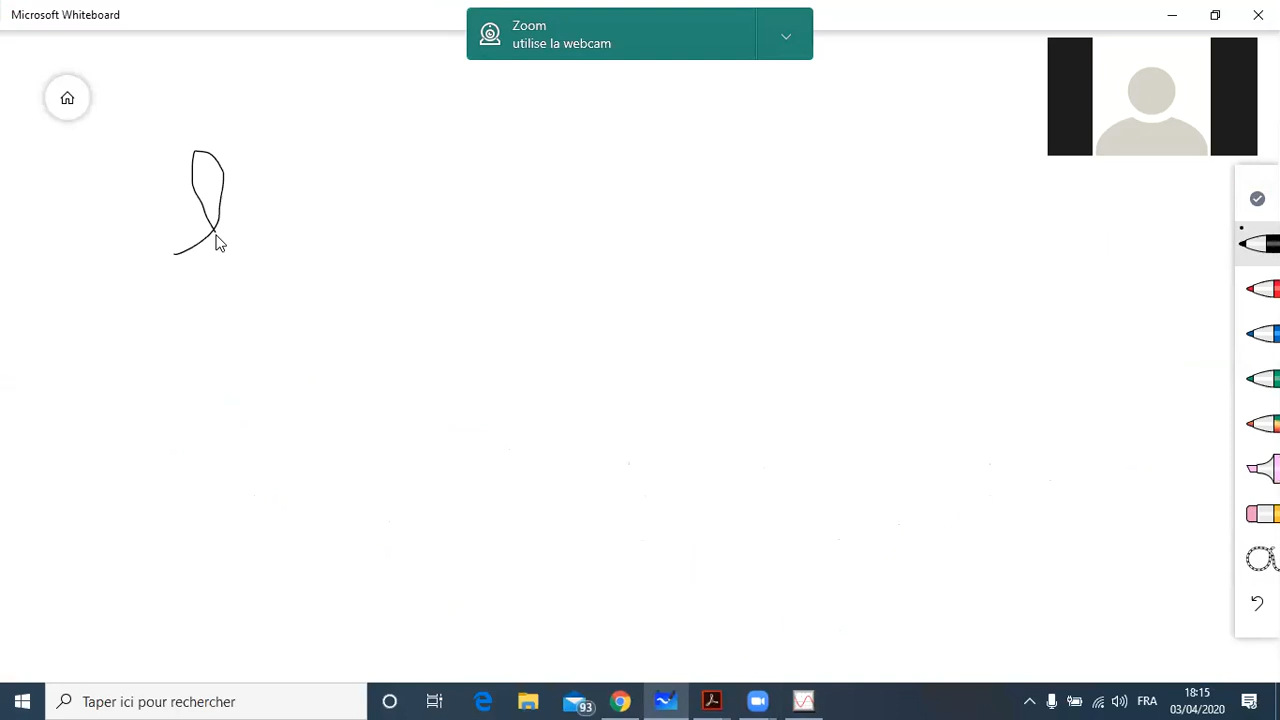 Microsoft Whiteboard
Zoom
utilise la webcam
Taper ici pour rechercher
93
FRA
18:15
03/04/2020